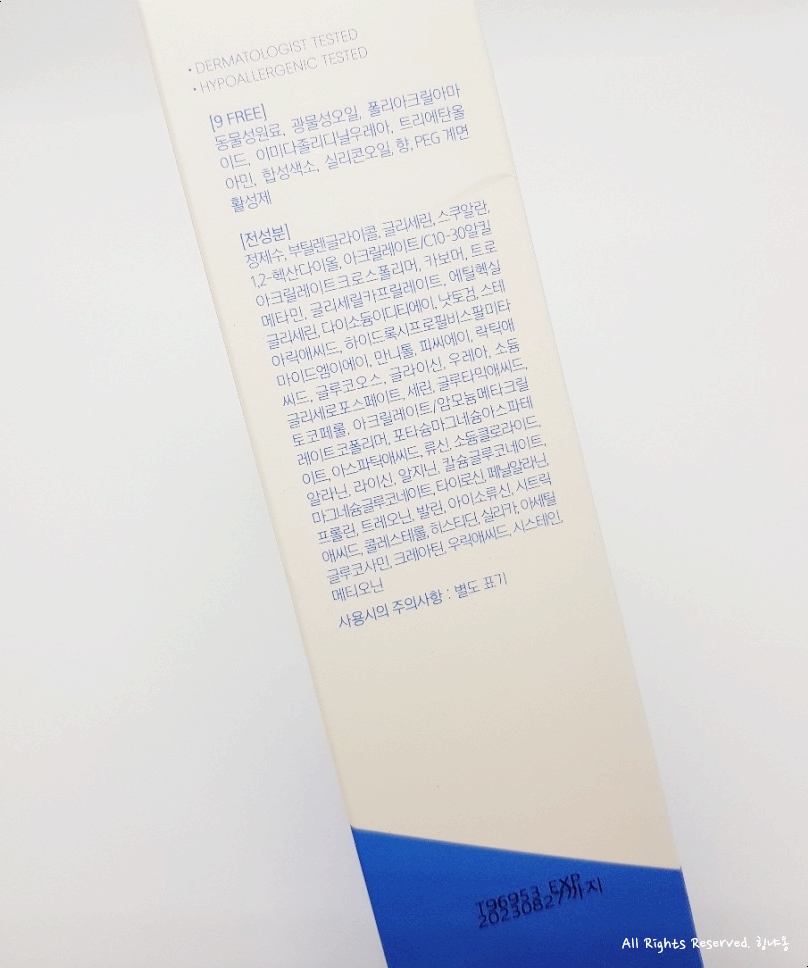 • DERMATOLOGIST TESTED
• HYPOALLERGENIC TESTED
[9 FREE]
동물성원료, 광물성오일, 폴리아크릴아마
이드, 이미다졸리디닐우레아, 트리에탄올
아민, 합성색소, 실리콘오일, 향, PEG 계면
활성제
[전성분]
정제수, 부틸렌글라이콜, 글리세린, 스쿠알란,
1,2-헥산다이올, 아크릴레이트/C10-30알킬
아크릴레이트크로스폴리머, 카보머, 트로
메타민, 글리세릴카프릴레이트, 에틸헥실
글리세린, 다이소듐이디티에이, 낫토검, 스테
아릭애씨드, 하이드록시프로필비스팔미타
마이드엠이에이, 만니톨, 피씨에이, 락틱애
씨드, 글루코오스, 글라이신, 우레아, 소듐
글리세로포스페이트, 세린, 글루타믹애씨드,
토코페롤, 아크릴레이트/암모늄메타크릴
레이트코폴리머, 포타슘마그네슘아스파테
이트, 아스파틱애씨드, 류신, 소듐클로라이드,
알라닌, 라이신, 알지닌, 칼슘글루코네이트,
마그네슘글루코네이트, 타이로신, 페닐알라닌,
프롤린, 트레오닌, 발린, 아이소류신, 시트릭
애씨드, 콜레스테롤, 히스티딘, 실리카, 아세틸
글루코사민, 크레아틴, 우릭애씨드, 시스테인,
메티오닌
사용시의 주의사항 : 별도 표기
T96953 EXP
20230827까지
All Rights Reserved. 힘냐옹